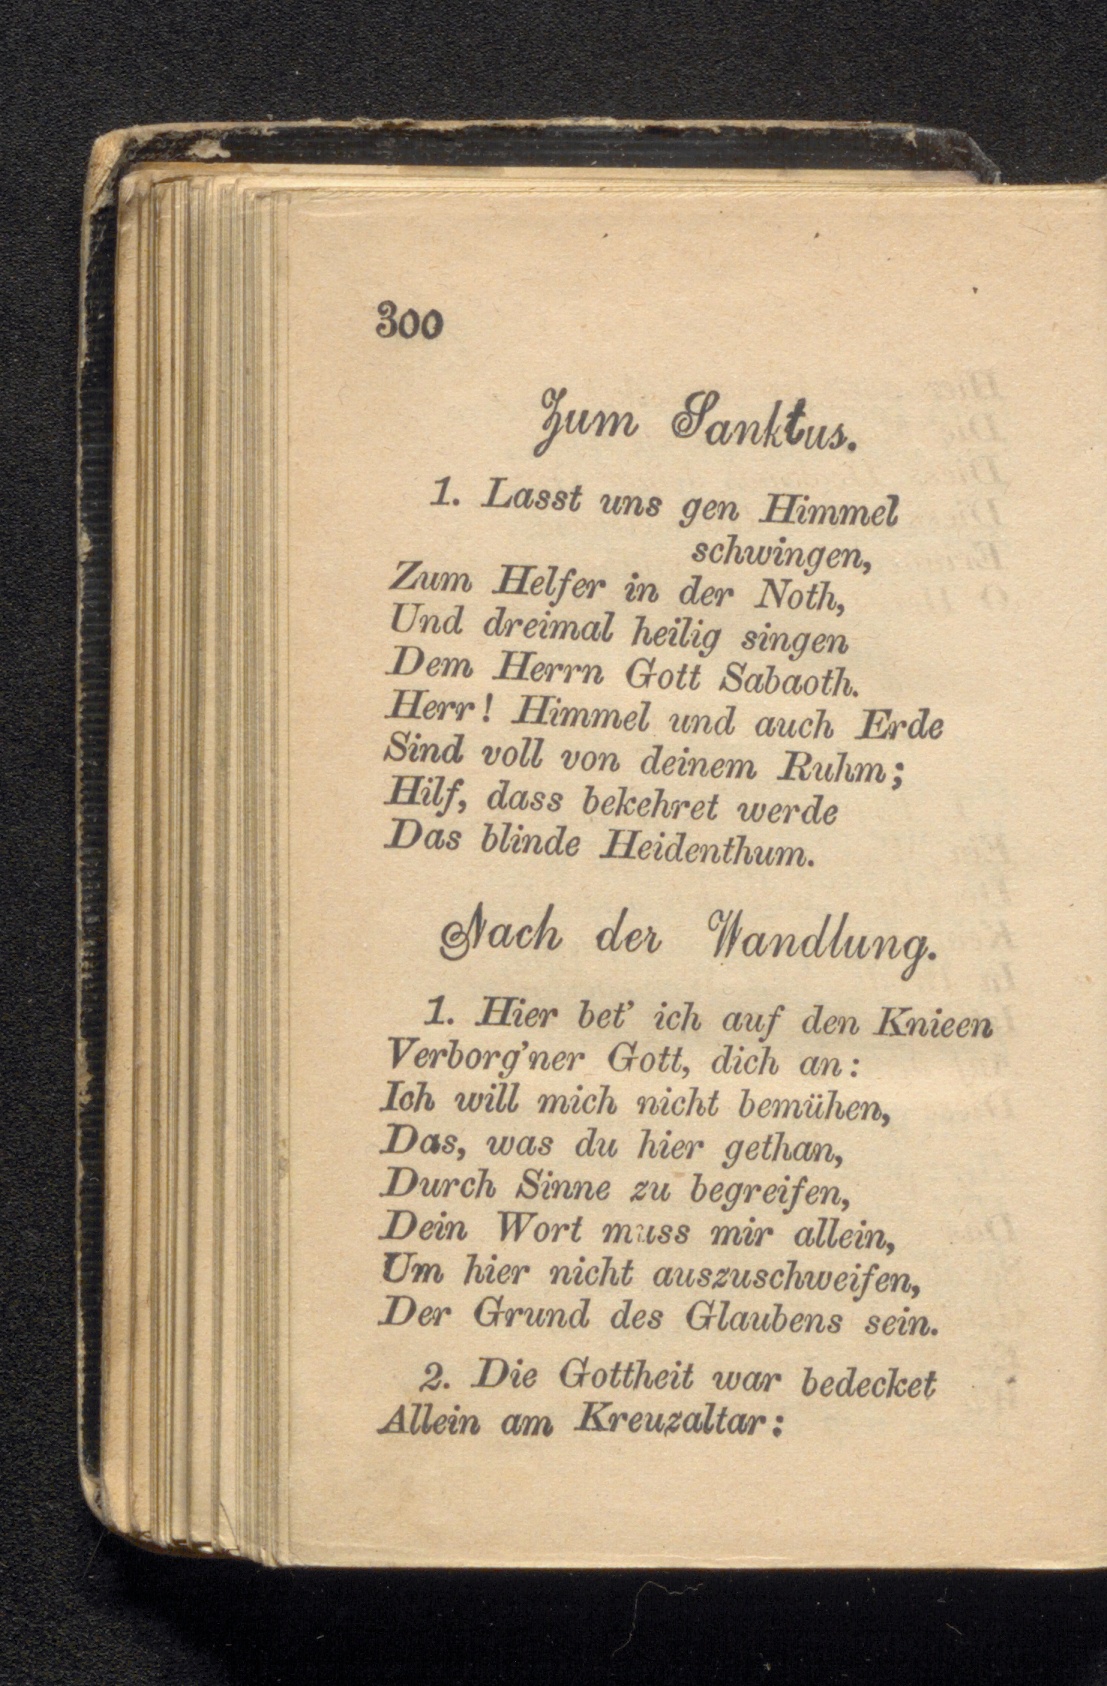 300
Zum Sanktus.
1. Lasst uns gen Himmel
schwingen,
Zum Helfer in der Noth,
Und dreimal heilig singen
Dem Herrn Gott Sabaoth.
Herr! Himmel und auch Erde
Sind voll von deinem Ruhm;
Hilf, dass bekehret werde
Das blinde Heidenthum.
Nach der Wandlung.
1. Hier bet’ ich auf den Knieen
Verborg’ner Gott, dich an:
Ich will mich nicht bemühen,
Das, was du hier gethan,
Durch Sinne zu begreifen,
Dein Wort muss mir allein,
Um hier nicht auszuschweifen,
Der Grund des Glaubens sein.
2. Die Gottheit war bedecket
Allein am Kreuzaltar: